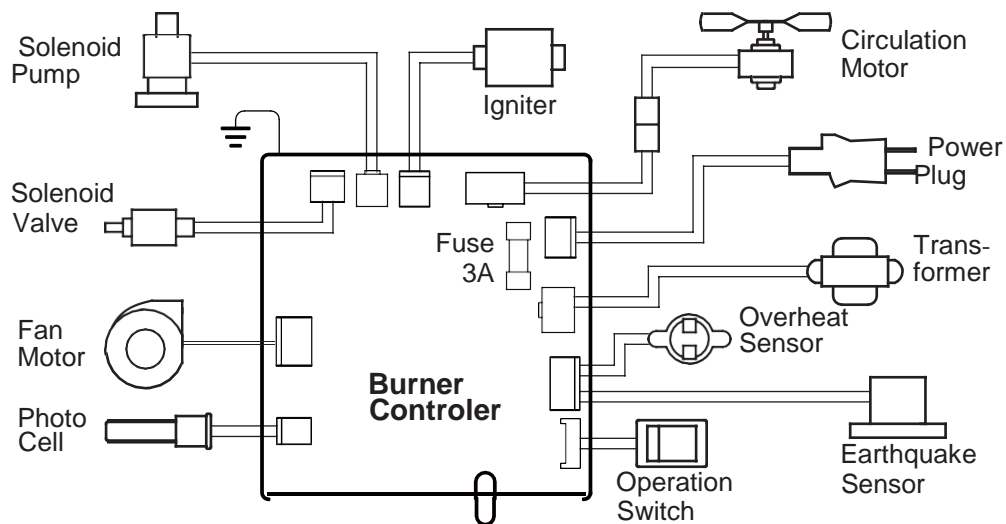 Solenoid
Pump
Igniter
Circulation
Motor
Power
Plug
Solenoid
Valve
Fuse
3A
Trans-
former
Fan
Motor
Overheat
Sensor
Burner
Controler
Photo
Cell
Operation
Switch
Earthquake
Sensor